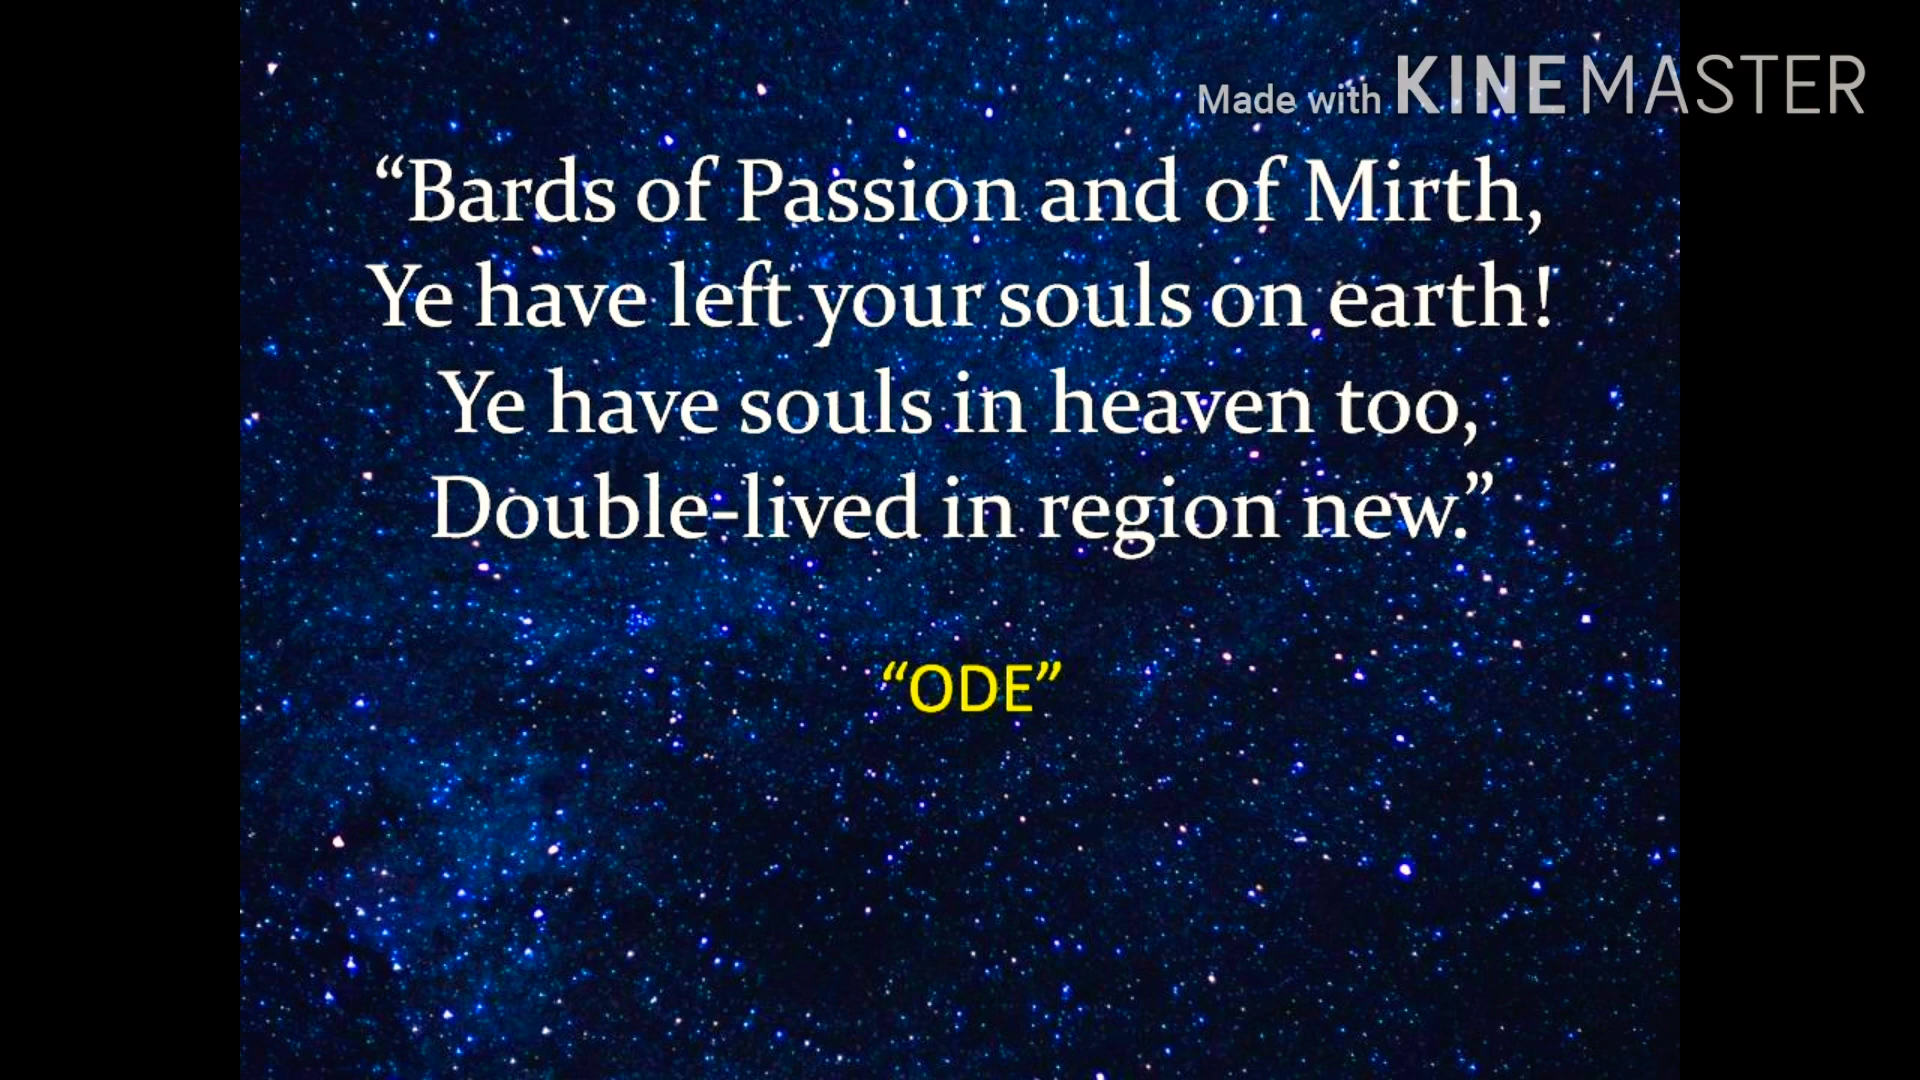 Made with KINEMASTER
“Bards of Passion and of Mirth,
Ye have left your souls on earth!
Ye have souls in heaven too,
Double-lived in region new.”
“ODE”